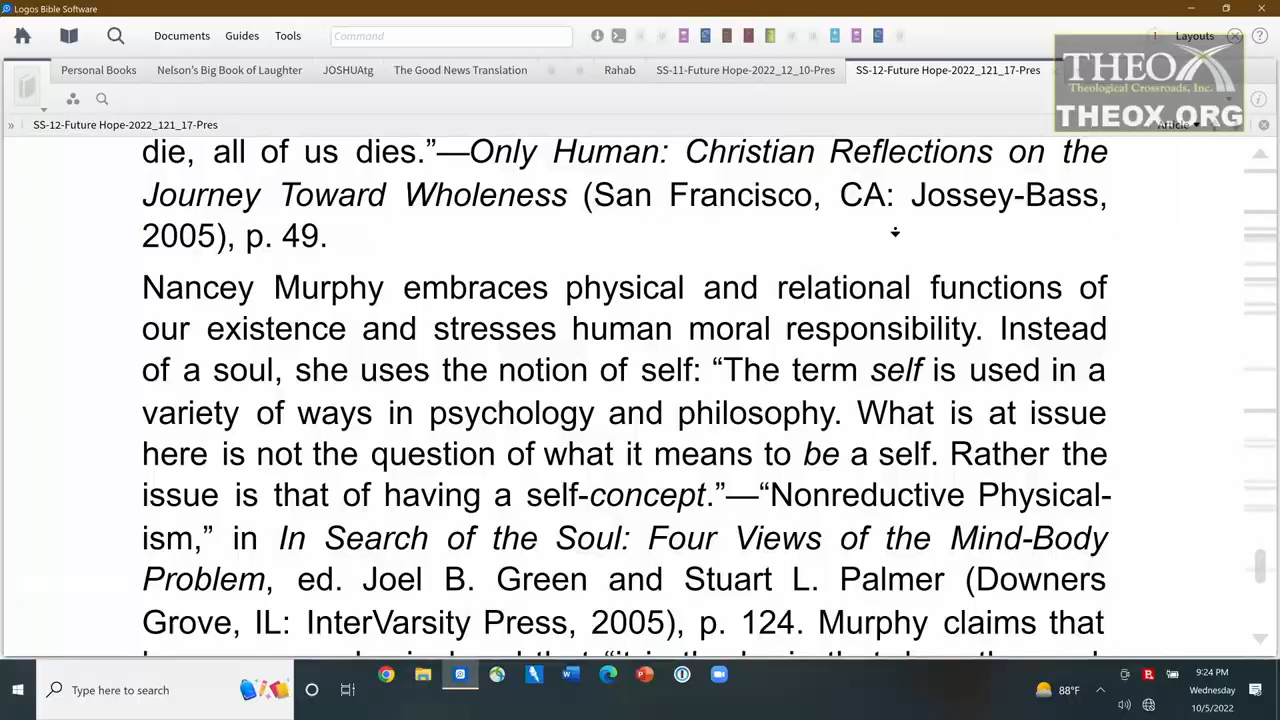 Logos Bible Software
Documents Guides Tools Command Layouts
Personal Books Nelson's Big Book of Laughter JOSHUAtg The Good News Translation Rahab SS-11-Future Hope-2022_12_10-Pres SS-12-Future Hope-2022_121_17-Pres
THEOX
Theological Crossroads, Inc.
THEOX.ORG
SS-12-Future Hope-2022_121_17-Pres Article
die, all of us dies.”—Only Human: Christian Reflections on the
Journey Toward Wholeness (San Francisco, CA: Jossey-Bass,
2005), p. 49.
Nancey Murphy embraces physical and relational functions of
our existence and stresses human moral responsibility. Instead
of a soul, she uses the notion of self: “The term self is used in a
variety of ways in psychology and philosophy. What is at issue
here is not the question of what it means to be a self. Rather the
issue is that of having a self-concept.”—“Nonreductive Physical-
ism,” in In Search of the Soul: Four Views of the Mind-Body
Problem, ed. Joel B. Green and Stuart L. Palmer (Downers
Grove, IL: InterVarsity Press, 2005), p. 124. Murphy claims that
Type here to search
88°F
9:24 PM
Wednesday
10/5/2022